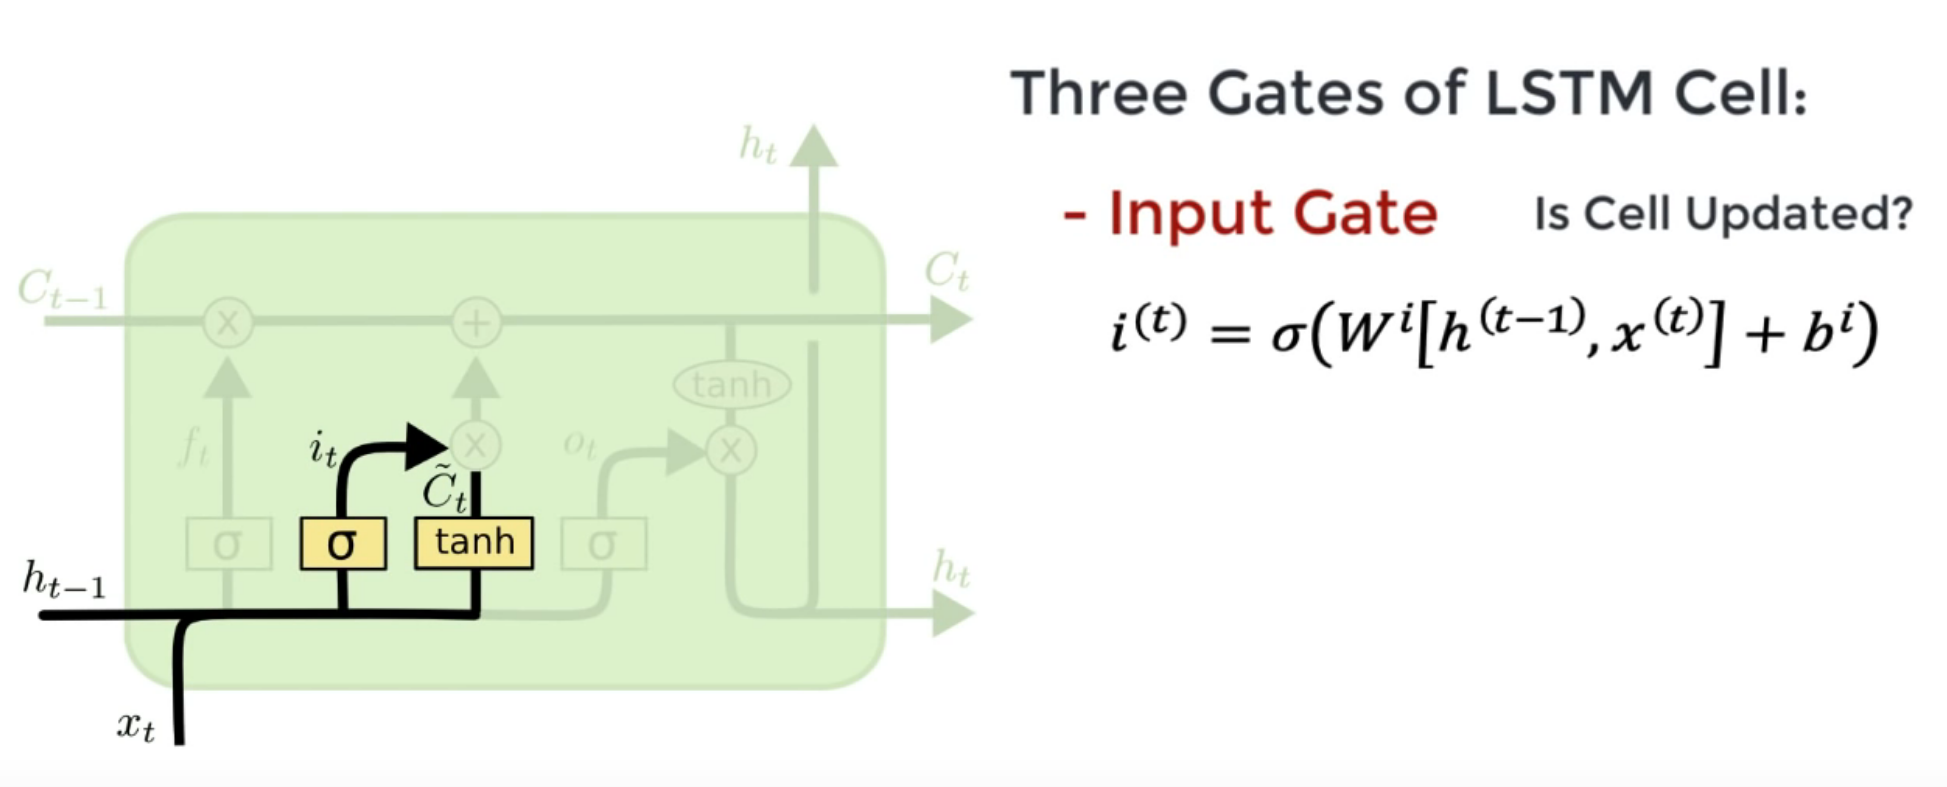 Three Gates of LSTM Cell:
- Input Gate Is Cell Updated?
i^(t) = σ(W^i[h^(t−1), x^(t)] + b^i)
h_t
C_{t−1}
C_t
x
+
tanh
f_t
i_t
x
o_t
x
C̃_t
σ
σ
tanh
σ
h_{t−1}
h_t
x_t